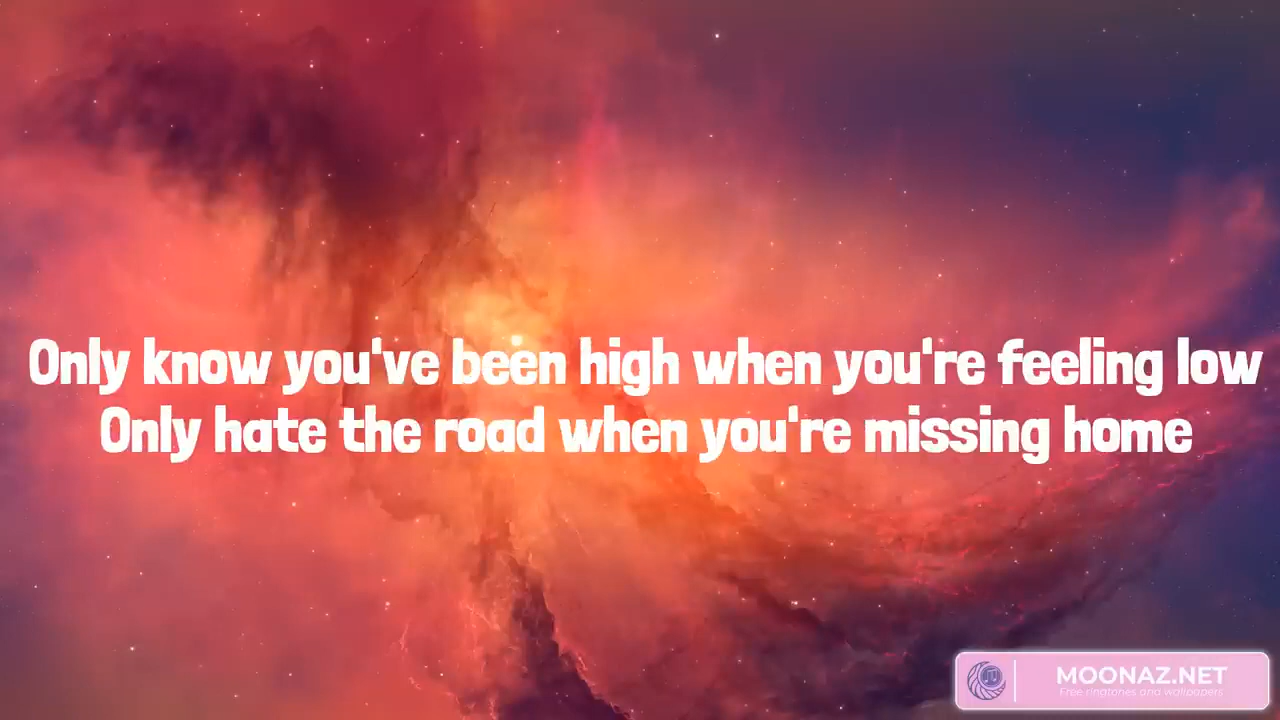 Only know you've been high when you're feeling low
Only hate the road when you're missing home
MOONAZ.NET
Free ringtones and wallpapers